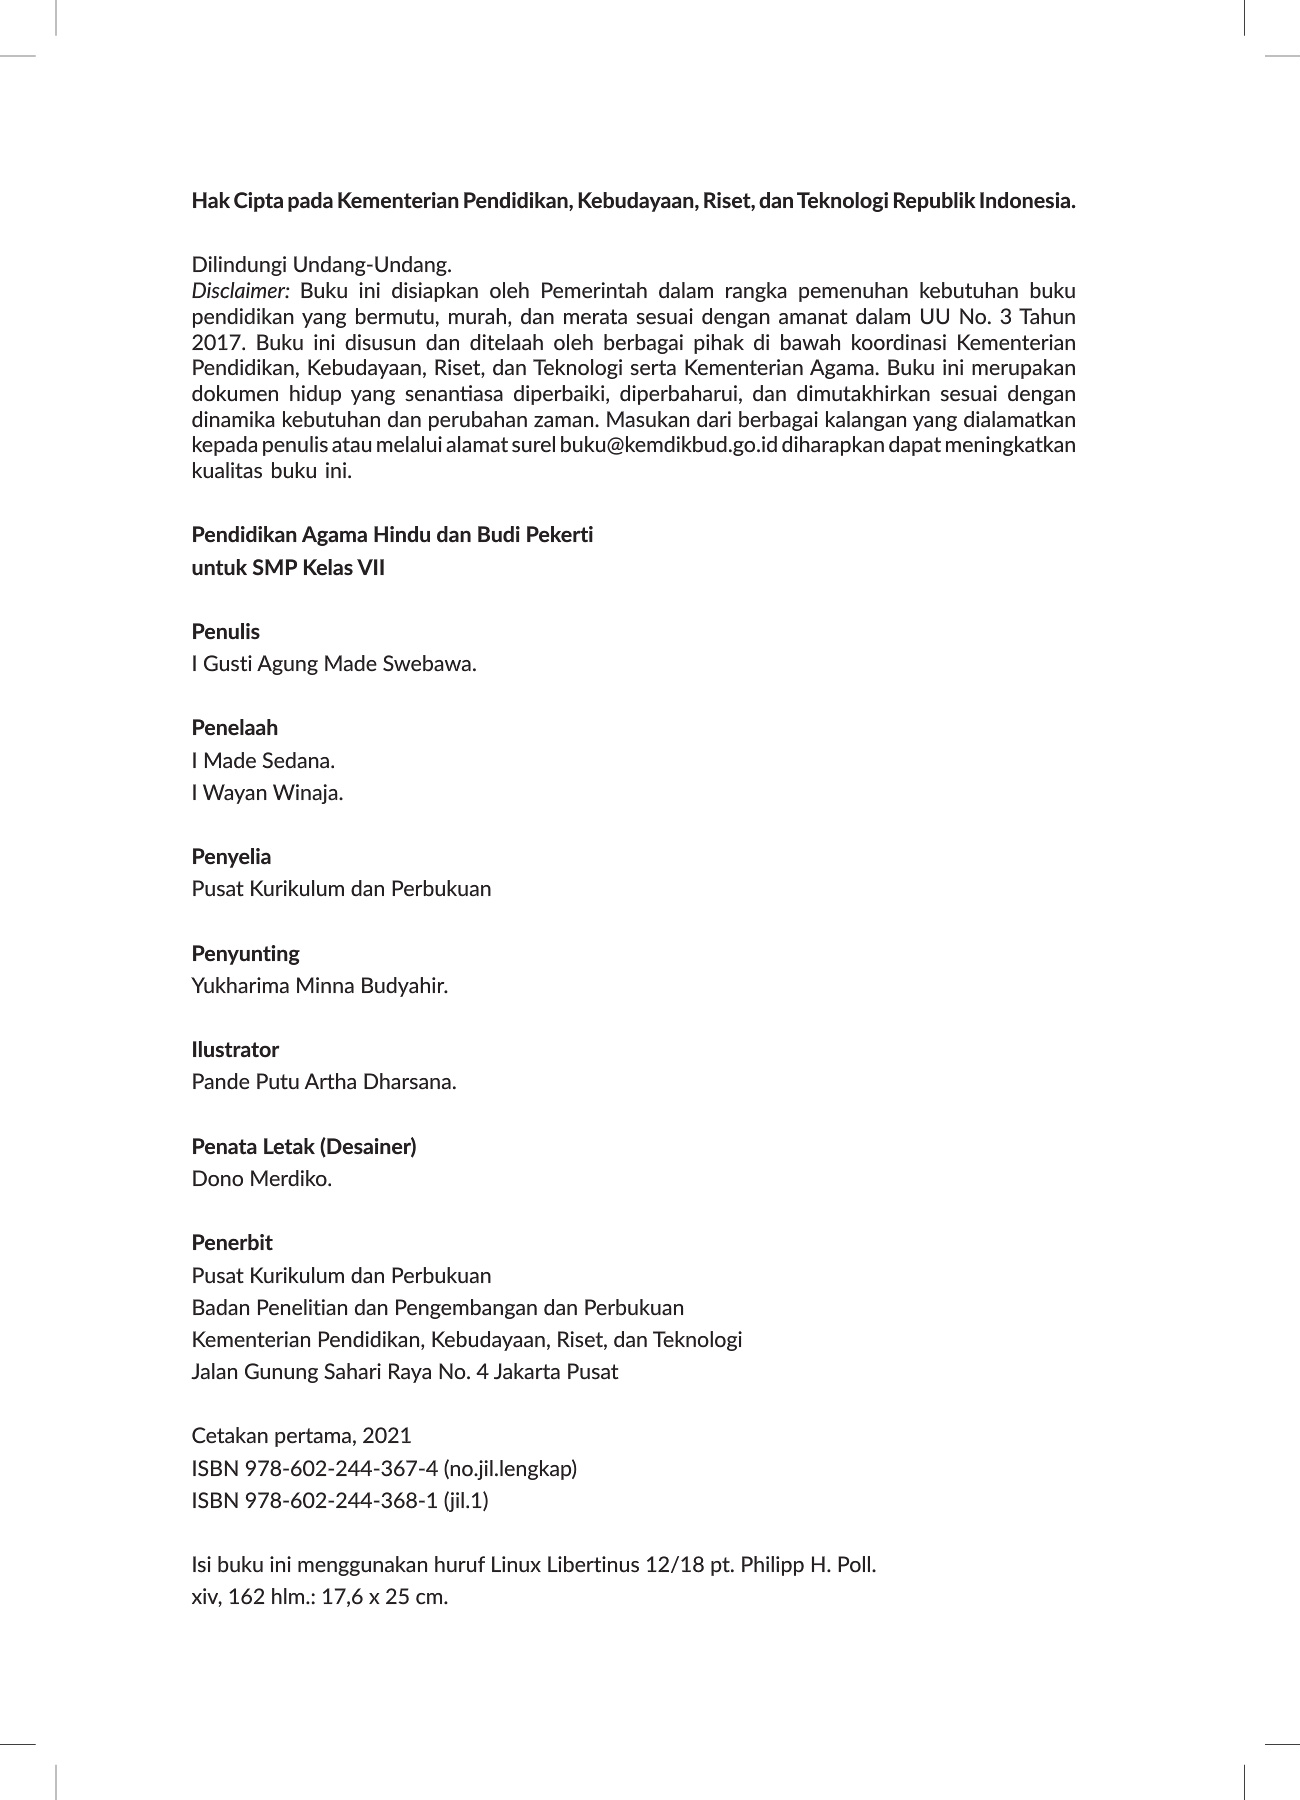 Hak Cipta pada Kementerian Pendidikan, Kebudayaan, Riset, dan Teknologi Republik Indonesia.
Dilindungi Undang-Undang.
Disclaimer: Buku ini disiapkan oleh Pemerintah dalam rangka pemenuhan kebutuhan buku
pendidikan yang bermutu, murah, dan merata sesuai dengan amanat dalam UU No. 3 Tahun
2017. Buku ini disusun dan ditelaah oleh berbagai pihak di bawah koordinasi Kementerian
Pendidikan, Kebudayaan, Riset, dan Teknologi serta Kementerian Agama. Buku ini merupakan
dokumen hidup yang senantiasa diperbaiki, diperbaharui, dan dimutakhirkan sesuai dengan
dinamika kebutuhan dan perubahan zaman. Masukan dari berbagai kalangan yang dialamatkan
kepada penulis atau melalui alamat surel buku@kemdikbud.go.id diharapkan dapat meningkatkan
kualitas buku ini.
Pendidikan Agama Hindu dan Budi Pekerti
untuk SMP Kelas VII
Penulis
I Gusti Agung Made Swebawa.
Penelaah
I Made Sedana.
I Wayan Winaja.
Penyelia
Pusat Kurikulum dan Perbukuan
Penyunting
Yukharima Minna Budyahir.
Ilustrator
Pande Putu Artha Dharsana.
Penata Letak (Desainer)
Dono Merdiko.
Penerbit
Pusat Kurikulum dan Perbukuan
Badan Penelitian dan Pengembangan dan Perbukuan
Kementerian Pendidikan, Kebudayaan, Riset, dan Teknologi
Jalan Gunung Sahari Raya No. 4 Jakarta Pusat
Cetakan pertama, 2021
ISBN 978-602-244-367-4 (no.jil.lengkap)
ISBN 978-602-244-368-1 (jil.1)
Isi buku ini menggunakan huruf Linux Libertinus 12/18 pt. Philipp H. Poll.
xiv, 162 hlm.: 17,6 x 25 cm.